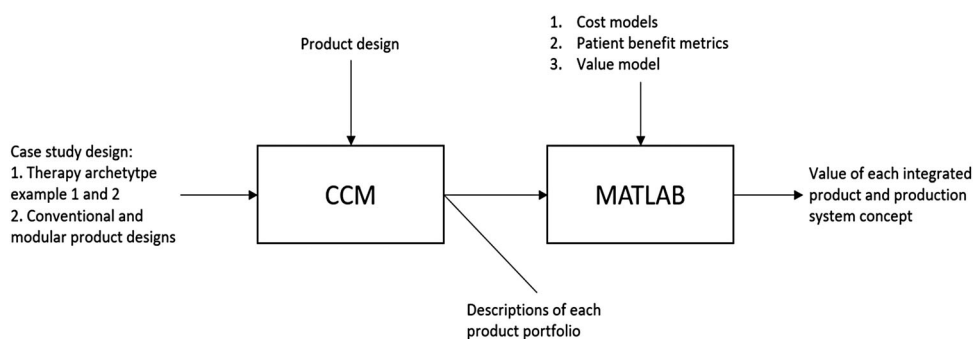 Product design
1. Cost models
2. Patient benefit metrics
3. Value model
Case study design:
1. Therapy archetytpe
example 1 and 2
2. Conventional and
modular product designs
CCM
MATLAB
Value of each integrated
product and production
system concept
Descriptions of each
product portfolio